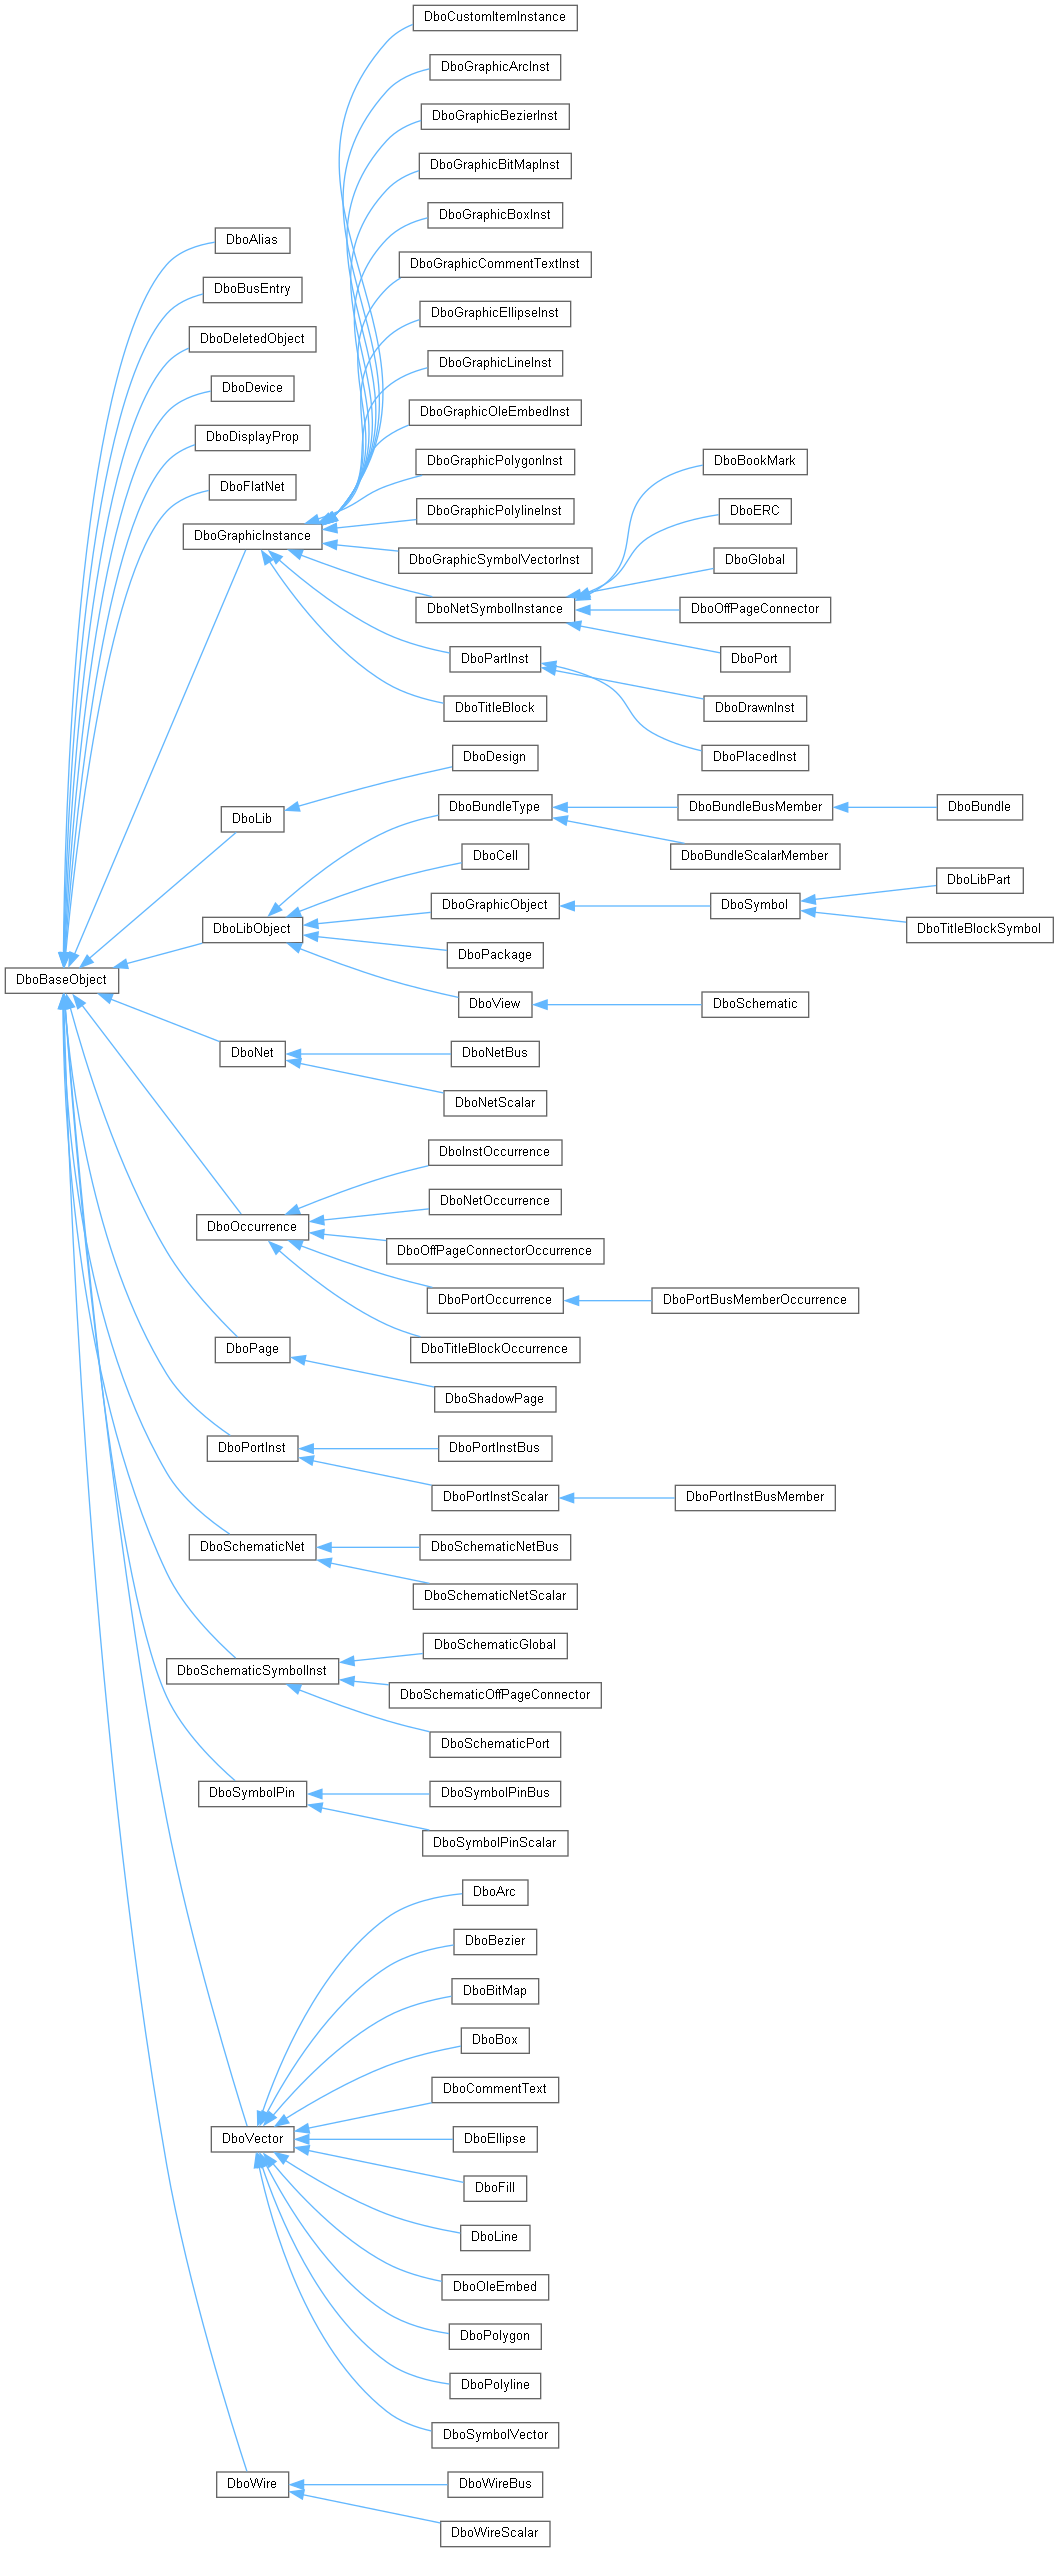 DboCustomItemInstance
DboGraphicArcInst
DboGraphicBezierInst
DboGraphicBitMapInst
DboGraphicBoxInst
DboAlias
DboGraphicCommentTextInst
DboBusEntry
DboGraphicEllipseInst
DboDeletedObject
DboGraphicLineInst
DboDevice
DboGraphicOleEmbedInst
DboDisplayProp
DboGraphicPolygonInst
DboBookMark
DboFlatNet
DboGraphicPolylineInst
DboERC
DboGraphicInstance
DboGraphicSymbolVectorInst
DboGlobal
DboNetSymbolInstance
DboOffPageConnector
DboPartInst
DboPort
DboTitleBlock
DboDrawnInst
DboDesign
DboPlacedInst
DboLib
DboBundleType
DboBundleBusMember
DboBundle
DboCell
DboBundleScalarMember
DboLibPart
DboGraphicObject
DboSymbol
DboLibObject
DboTitleBlockSymbol
DboPackage
DboBaseObject
DboView
DboSchematic
DboNet
DboNetBus
DboNetScalar
DboInstOccurrence
DboNetOccurrence
DboOccurrence
DboOffPageConnectorOccurrence
DboPortOccurrence
DboPortBusMemberOccurrence
DboPage
DboTitleBlockOccurrence
DboShadowPage
DboPortInst
DboPortInstBus
DboPortInstScalar
DboPortInstBusMember
DboSchematicNet
DboSchematicNetBus
DboSchematicNetScalar
DboSchematicGlobal
DboSchematicSymbolInst
DboSchematicOffPageConnector
DboSchematicPort
DboSymbolPin
DboSymbolPinBus
DboSymbolPinScalar
DboArc
DboBezier
DboBitMap
DboBox
DboCommentText
DboVector
DboEllipse
DboFill
DboLine
DboOleEmbed
DboPolygon
DboPolyline
DboSymbolVector
DboWire
DboWireBus
DboWireScalar